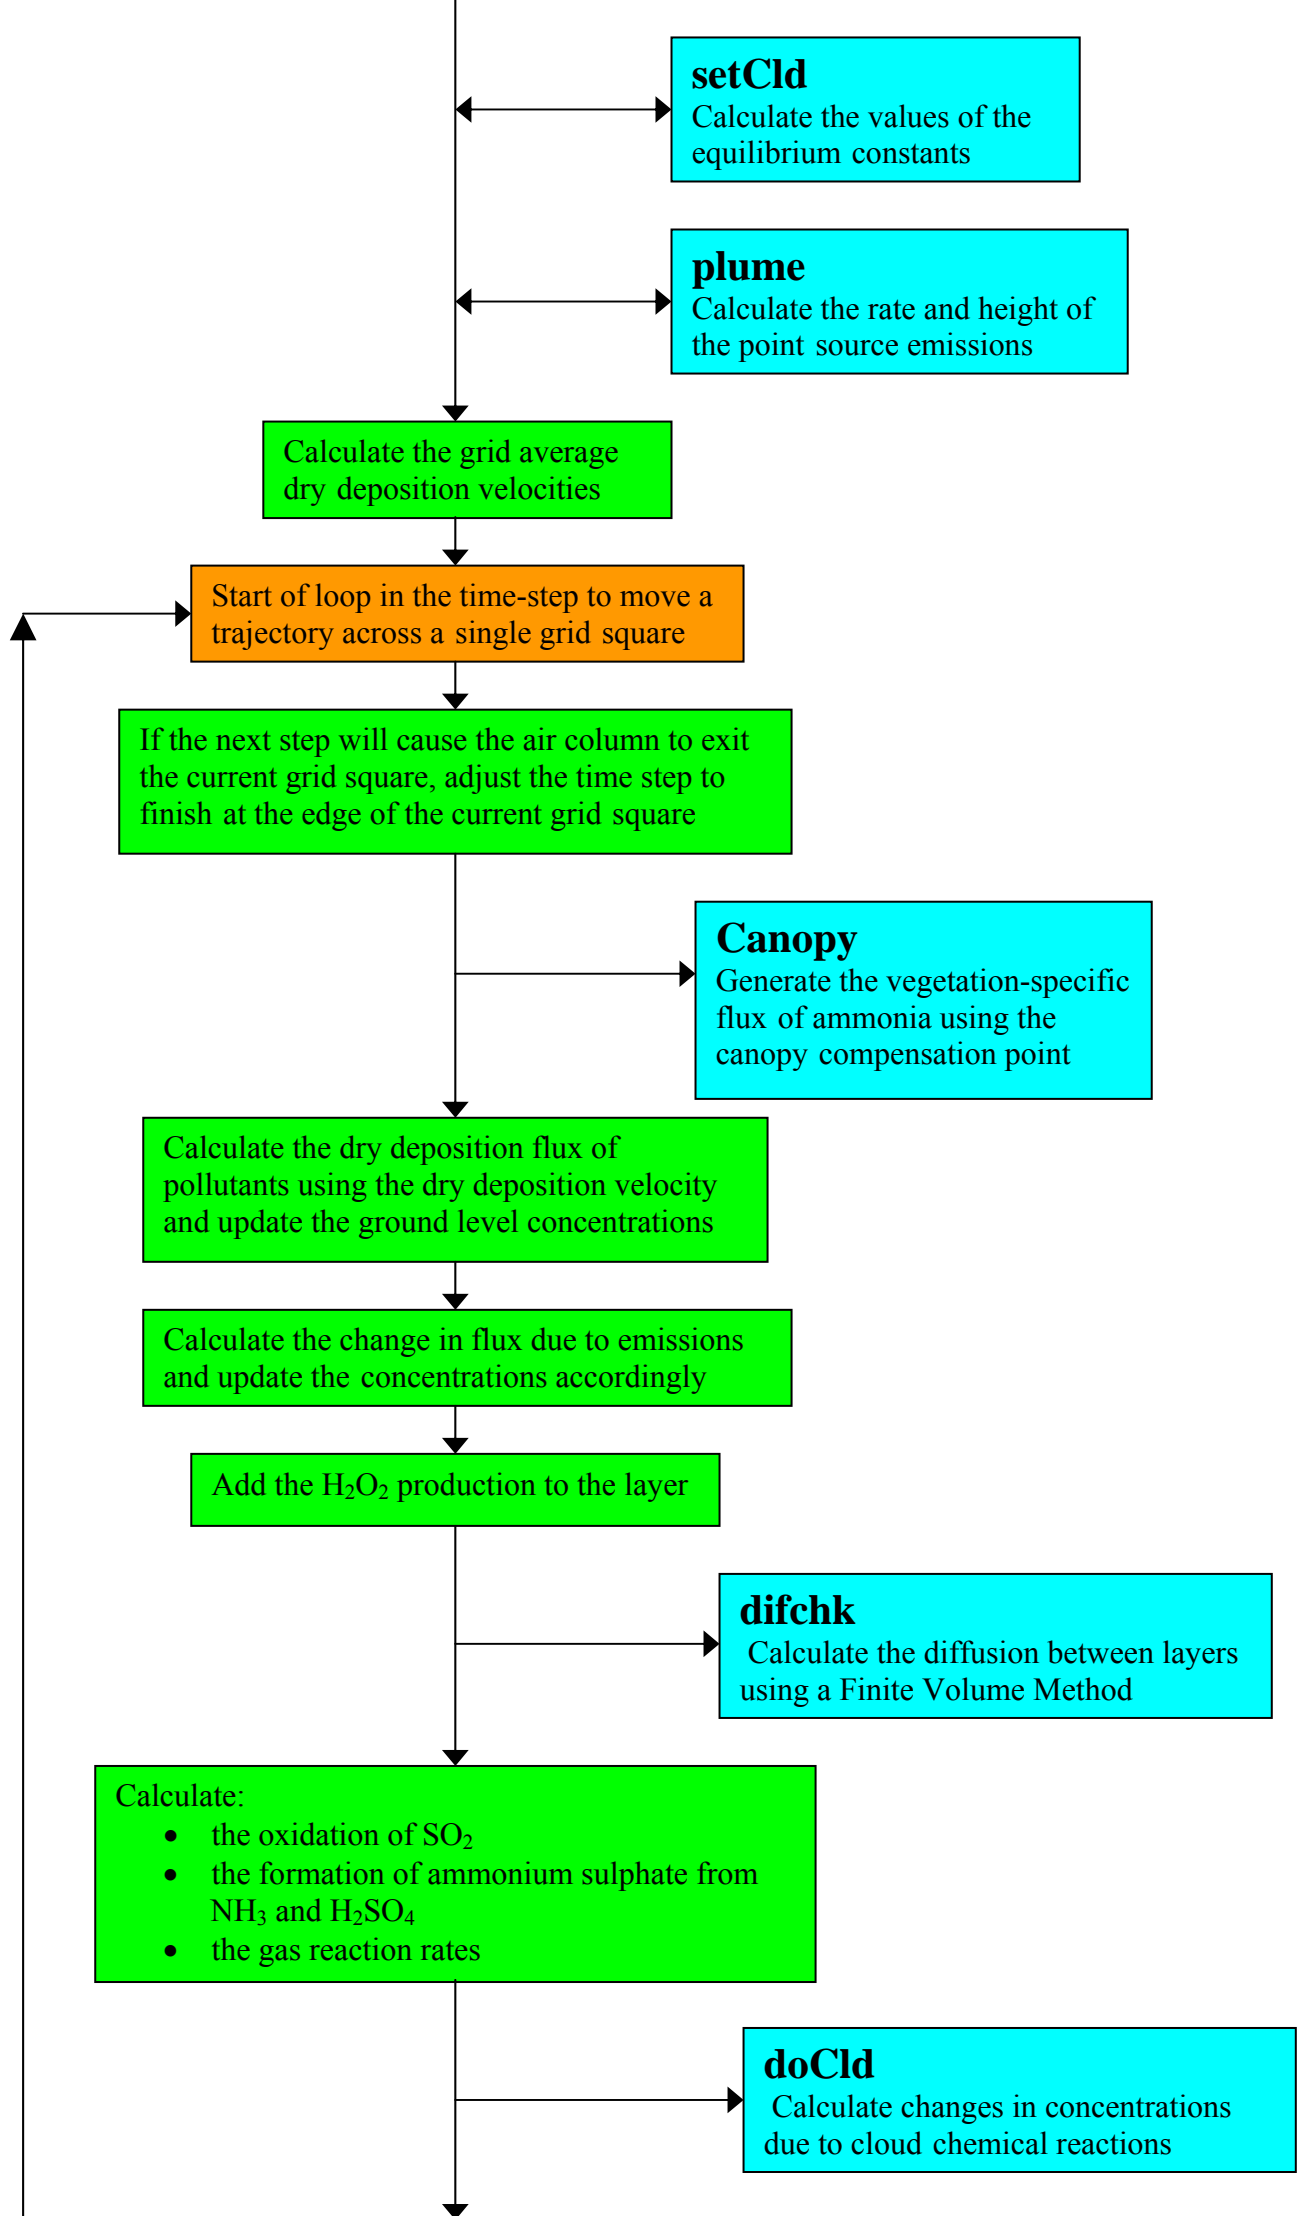 setCld
Calculate the values of the
equilibrium constants
plume
Calculate the rate and height of
the point source emissions
Calculate the grid average
dry deposition velocities
Start of loop in the time-step to move a
trajectory across a single grid square
If the next step will cause the air column to exit
the current grid square, adjust the time step to
finish at the edge of the current grid square
Canopy
Generate the vegetation-specific
flux of ammonia using the
canopy compensation point
Calculate the dry deposition flux of
pollutants using the dry deposition velocity
and update the ground level concentrations
Calculate the change in flux due to emissions
and update the concentrations accordingly
Add the H₂O₂ production to the layer
difchk
Calculate the diffusion between layers
using a Finite Volume Method
Calculate:
• the oxidation of SO₂
• the formation of ammonium sulphate from
NH₃ and H₂SO₄
• the gas reaction rates
doCld
Calculate changes in concentrations
due to cloud chemical reactions